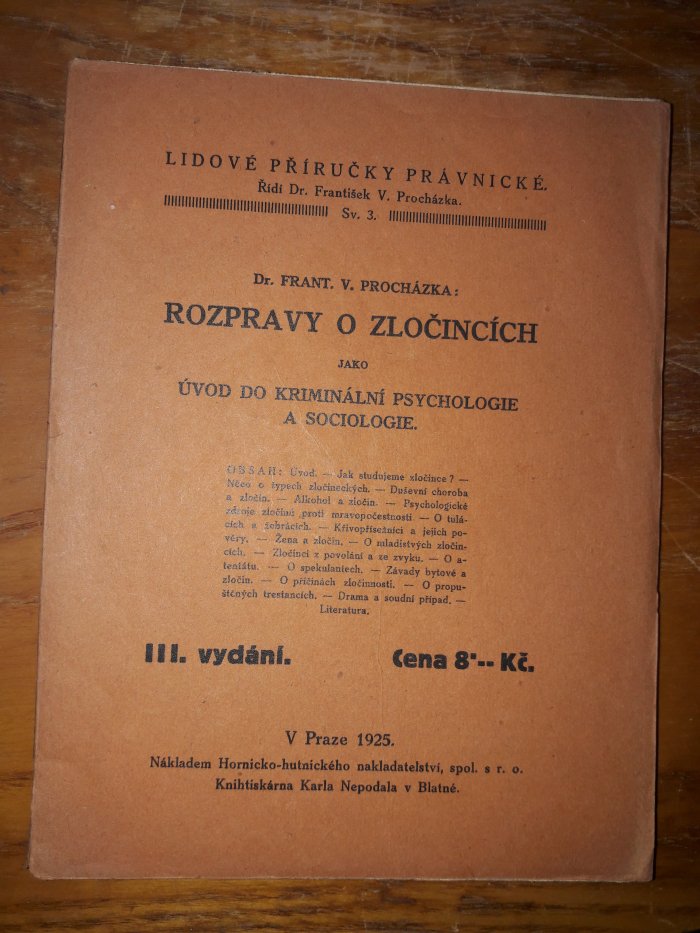 LIDOVÉ PŘÍRUČKY PRÁVNICKÉ.
Řídí Dr. František V. Procházka.
Sv. 3.
Dr. FRANT. V. PROCHÁZKA:
ROZPRAVY O ZLOČINCÍCH
JAKO
ÚVOD DO KRIMINÁLNÍ PSYCHOLOGIE
A SOCIOLOGIE.
OBSAH: Úvod. — Jak studujeme zločince? —
Něco o typech zločineckých. — Duševní choroba
a zločin. — Alkohol a zločin. — Psychologické
zdroje zločinů proti mravopočestnosti. — O tulá-
cích a žebrácích. — Křivopřísežníci a jejich po-
věry. — Žena a zločin. — O mladistvých zločin-
cích. — Zločinci z povolání a ze zvyku. — O a-
tentátu. — O spekulantech. — Závady bytové a
zločin. — O příčinách zločinnosti. — O propu-
štěných trestancích. — Drama a soudní případ. —
Literatura.
III. vydání.
Cena 8·-- Kč.
V Praze 1925.
Nákladem Hornicko-hutnického nakladatelství, spol. s r. o.
Knihtiskárna Karla Nepodala v Blatné.